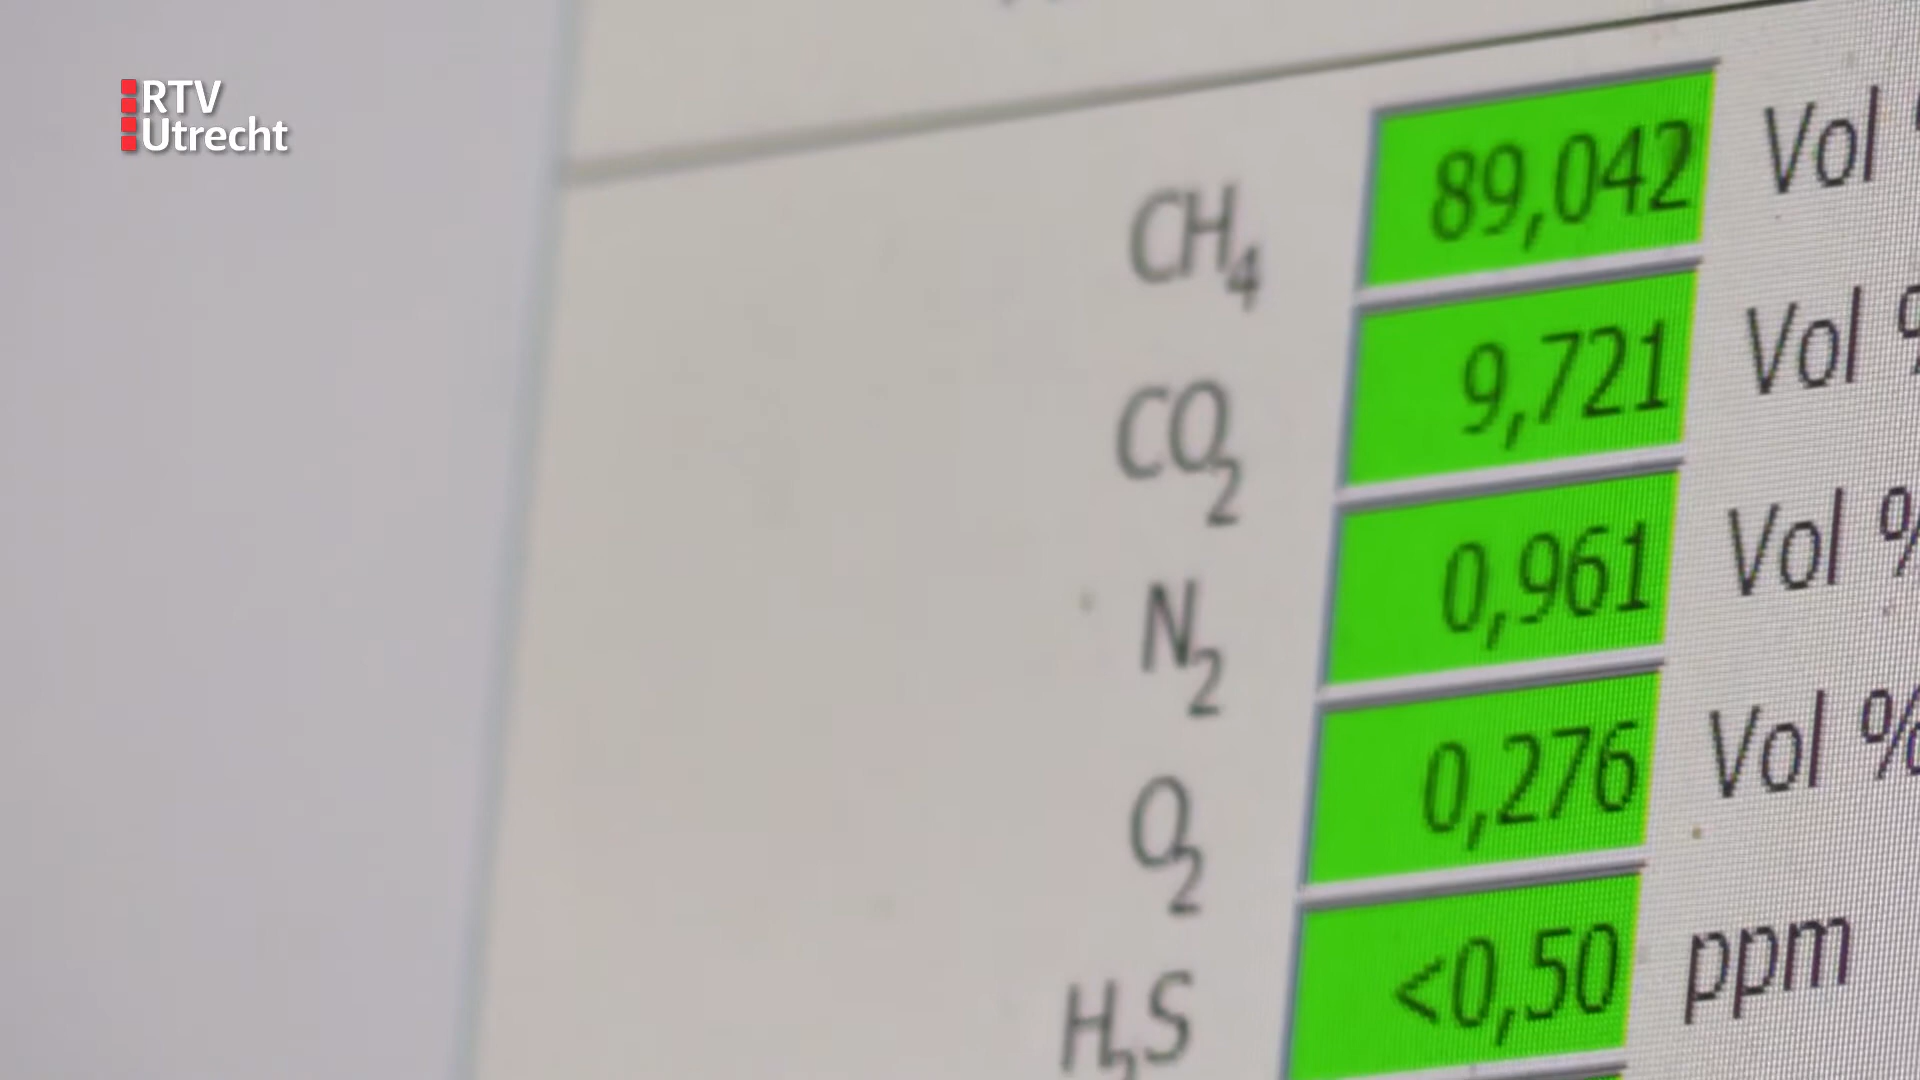 RTV
Utrecht
CH4 89,042 Vol
CO2 9,721 Vol %
N2 0,961 Vol %
O2 0,276 Vol %
H2S <0,50 ppm